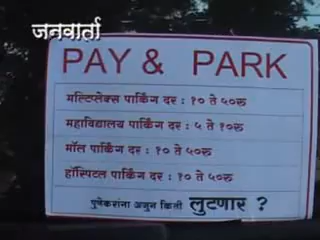 जनवार्ता
PAY & PARK
मल्टिप्लेक्स पार्किंग दर : १० ते ५०रु
महाविद्यालय पार्किंग दर : ५ ते १०रु
मॉल पार्किंग दर : १० ते ५०रु
हॉस्पिटल पार्किंग दर : १० ते ५०रु
पुणेकरांना अजुन किती लुटणार ?